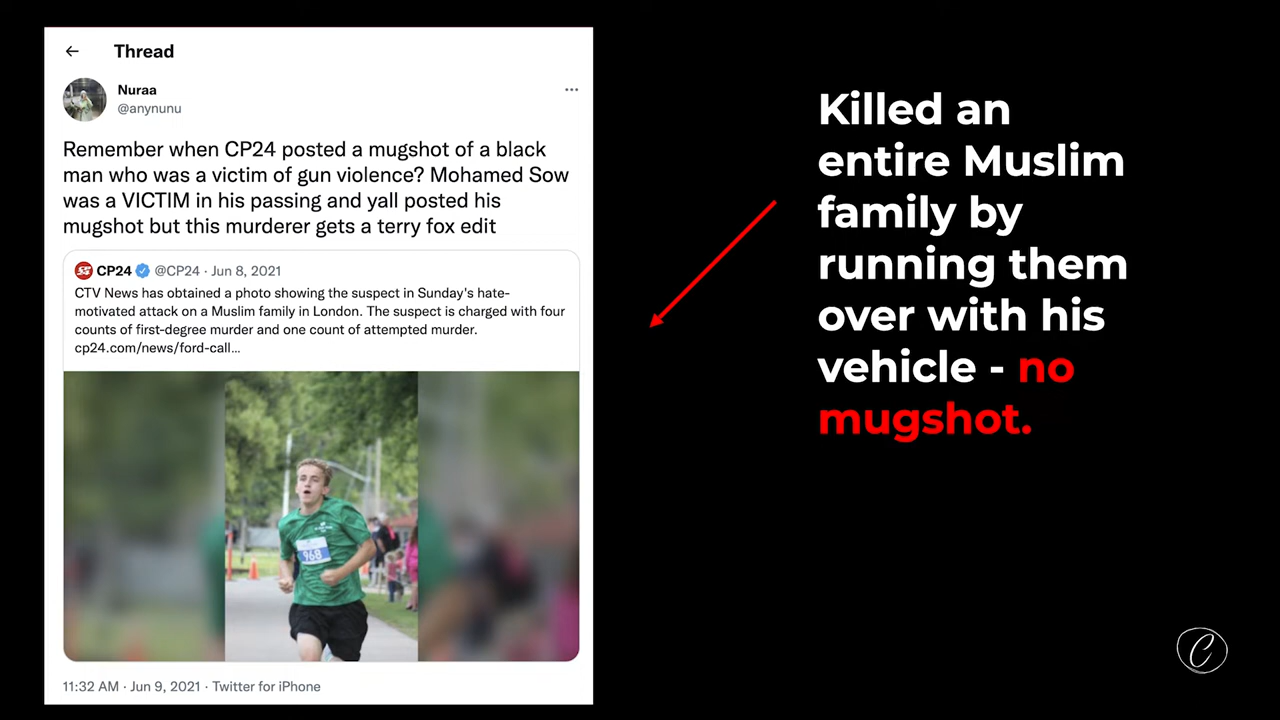 Thread
Nuraa
@anynunu
Remember when CP24 posted a mugshot of a black
man who was a victim of gun violence? Mohamed Sow
was a VICTIM in his passing and yall posted his
mugshot but this murderer gets a terry fox edit
CP24 @CP24 · Jun 8, 2021
CTV News has obtained a photo showing the suspect in Sunday's hate-
motivated attack on a Muslim family in London. The suspect is charged with four
counts of first-degree murder and one count of attempted murder.
cp24.com/news/ford-call...
968
11:32 AM · Jun 9, 2021 · Twitter for iPhone
Killed an
entire Muslim
family by
running them
over with his
vehicle - no
mugshot.
C